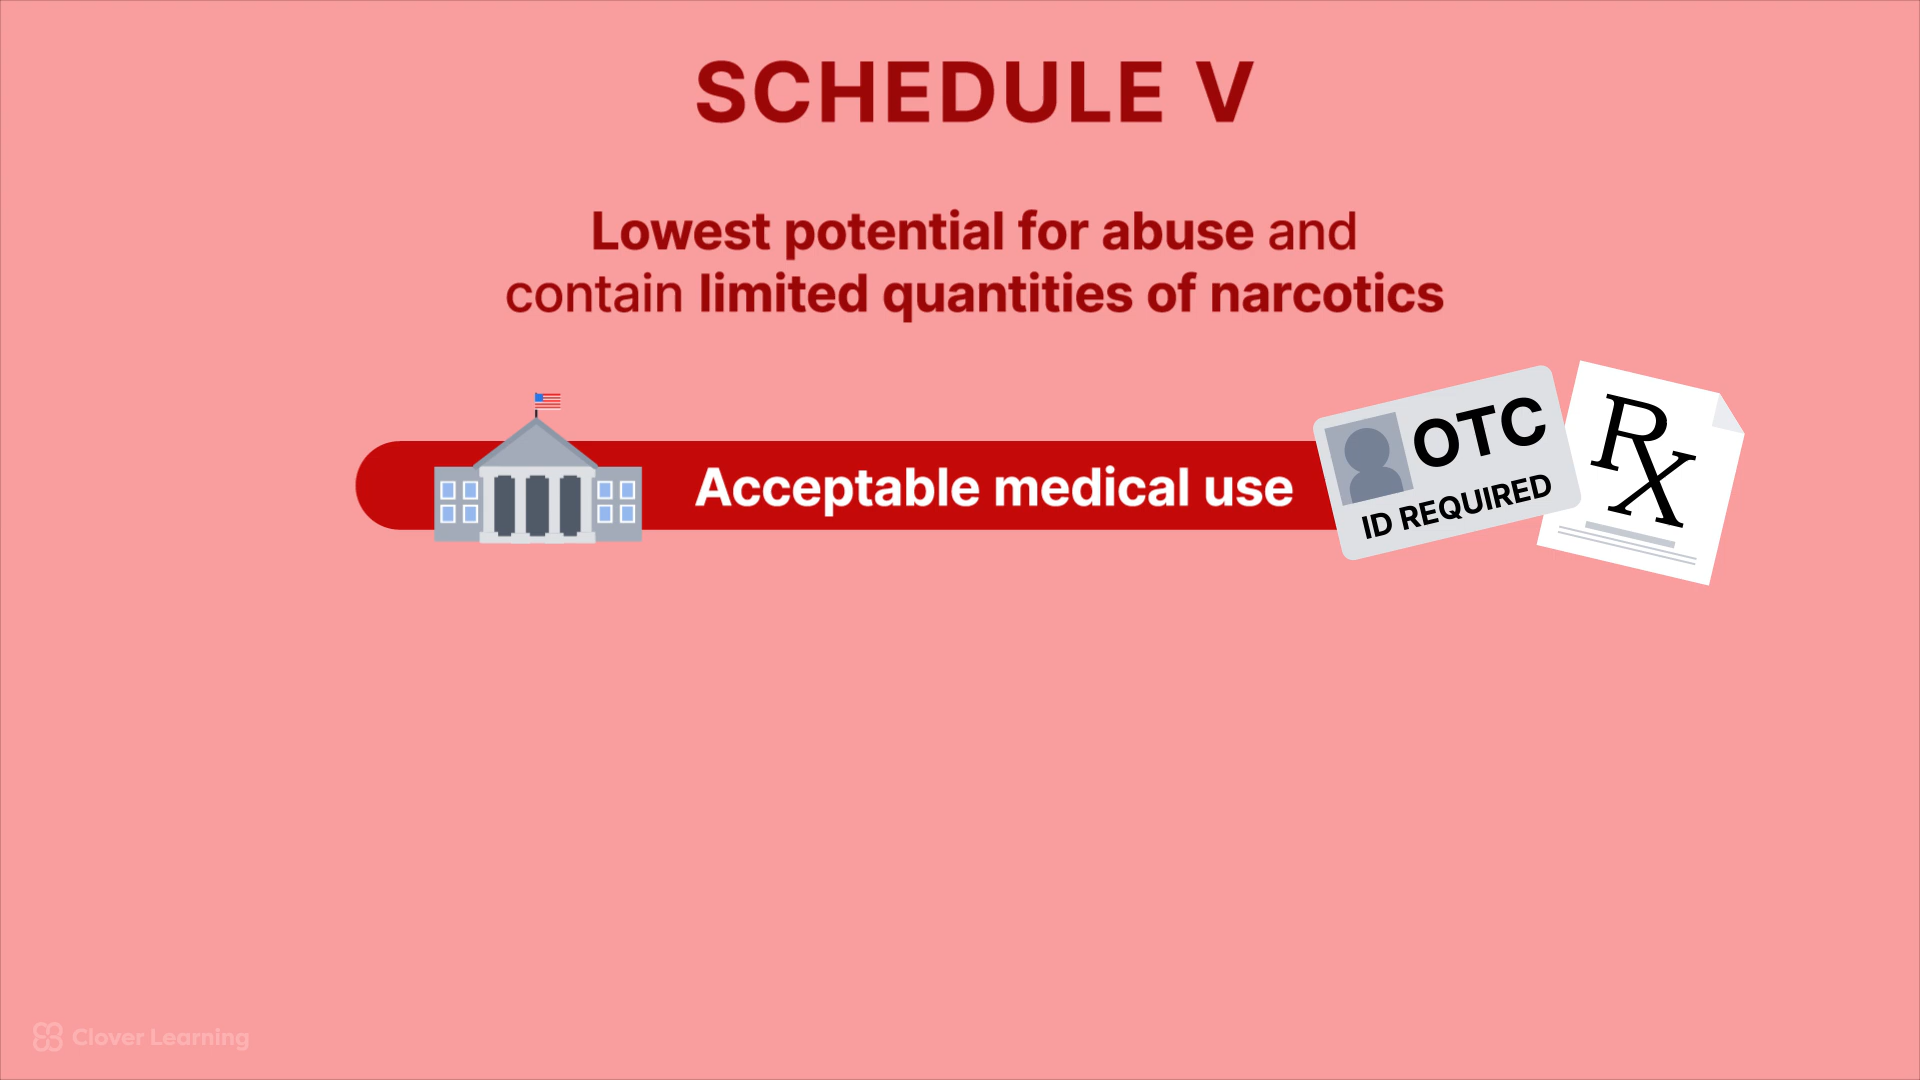 SCHEDULE V
Lowest potential for abuse and
contain limited quantities of narcotics
Acceptable medical use
OTC
ID REQUIRED
Rx
Clover Learning